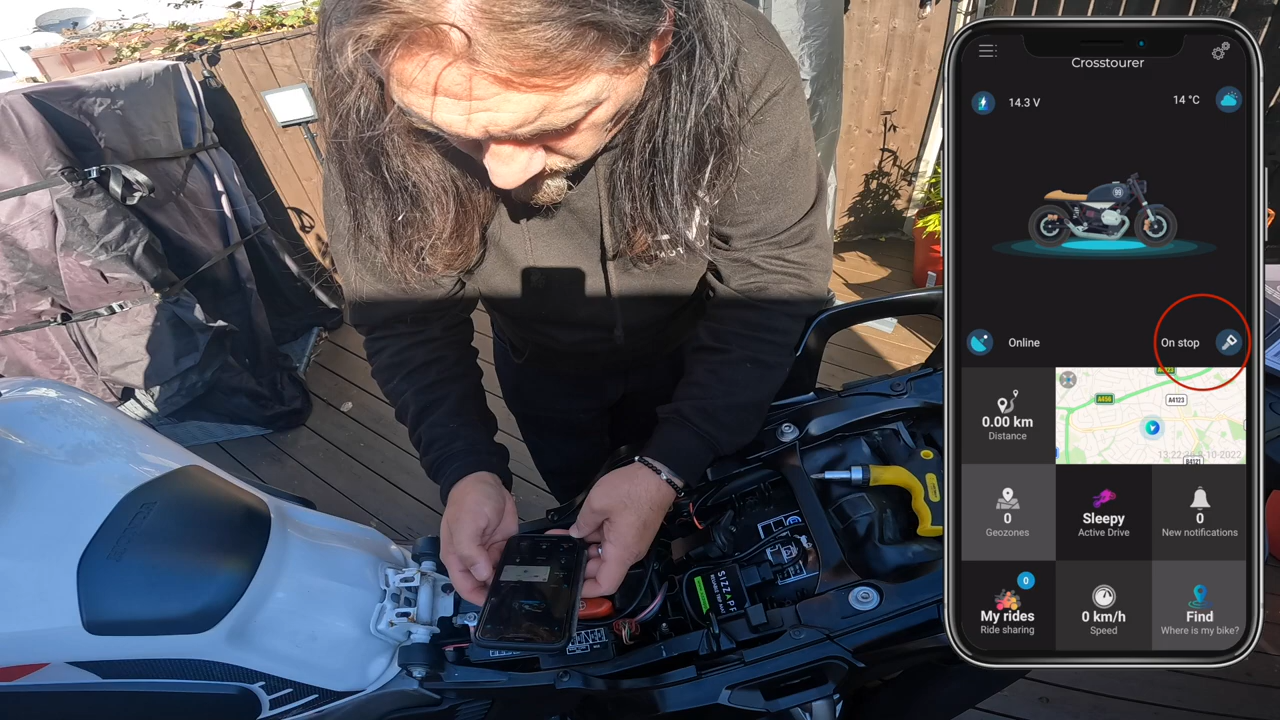 Crosstourer
14.3 V
14 °C
Online
On stop
0.00 km
Distance
A456
A4123
B4121
0
Geozones
Sleepy
Active Drive
0
New notifications
0
My rides
Ride sharing
0 km/h
Speed
Find
Where is my bike?
SIZZAPP